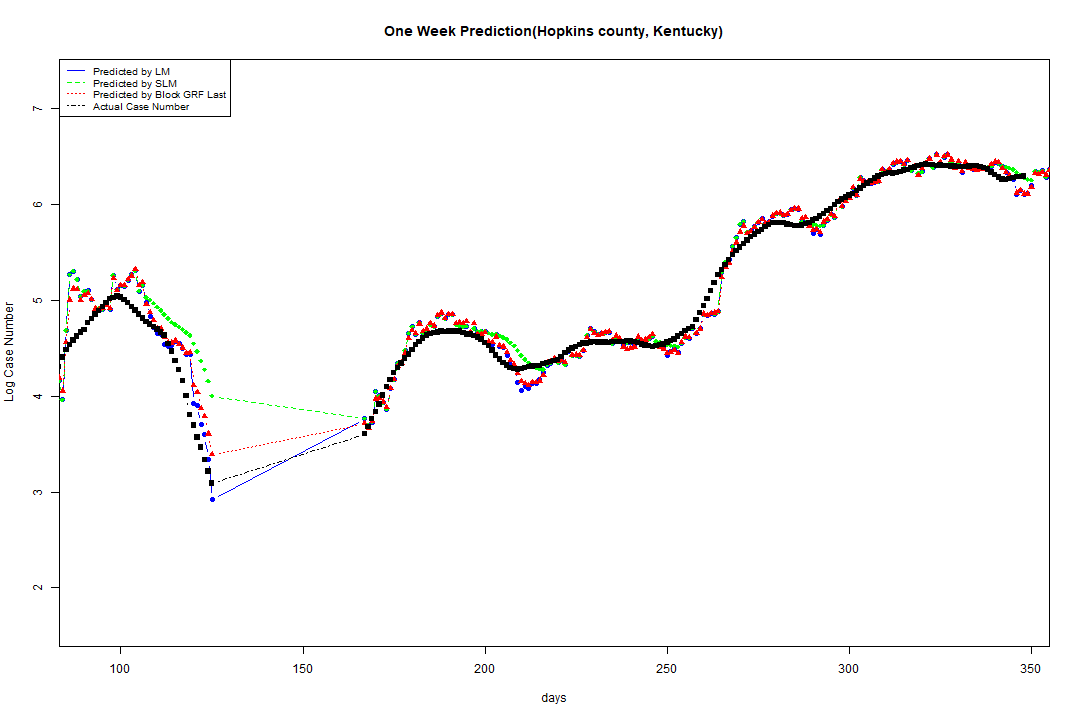 One Week Prediction(Hopkins county, Kentucky)
Predicted by LM
Predicted by SLM
Predicted by Block GRF Last
Actual Case Number
7
6
5
4
3
2
Log Case Number
100 150 200 250 300 350
days